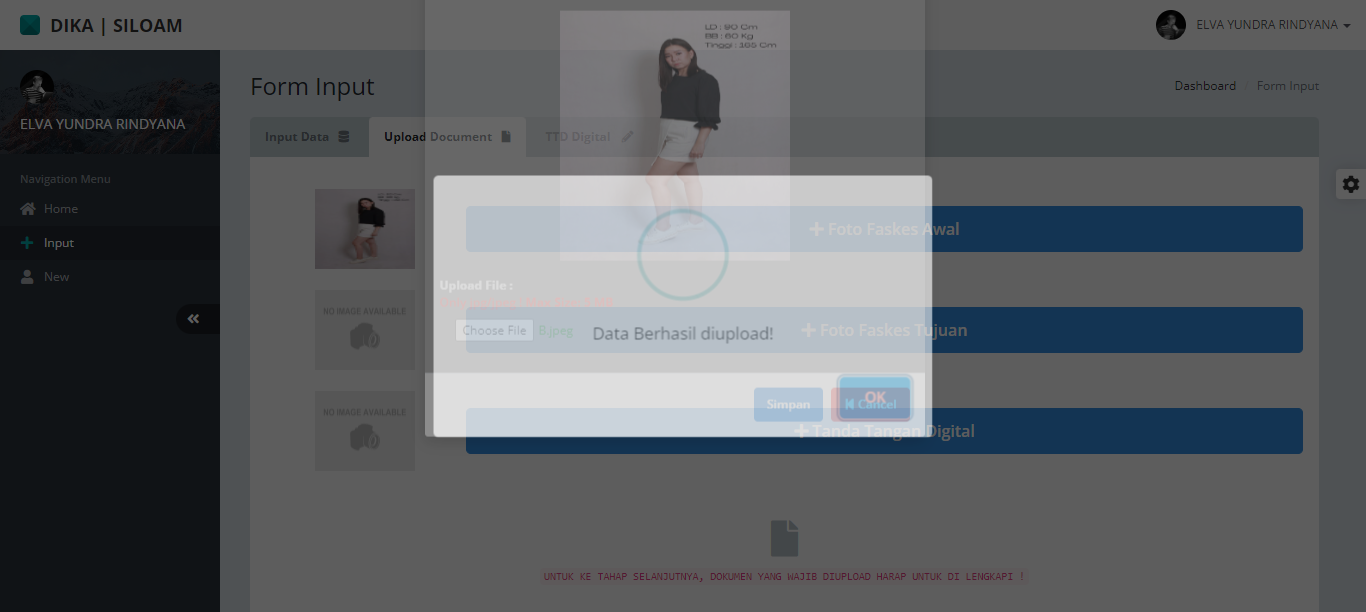 DIKA | SILOAM
ELVA YUNDRA RINDYANA
ELVA YUNDRA RINDYANA
Navigation Menu
Home
Input
New
Form Input
Dashboard
Form Input
Input Data
Upload Document
TTD Digital
LD : 90 Cm
BB : 60 Kg
Tinggi : 165 Cm
NO IMAGE AVAILABLE
NO IMAGE AVAILABLE
Foto Faskes Awal
Upload File :
Choose File B.jpeg
Data Berhasil diupload!
Foto Faskes Tujuan
Simpan
OK
Cancel
Tanda Tangan Digital
UNTUK KE TAHAP SELANJUTNYA, DOKUMEN YANG WAJIB DIUPLOAD HARAP UNTUK DI LENGKAPI !